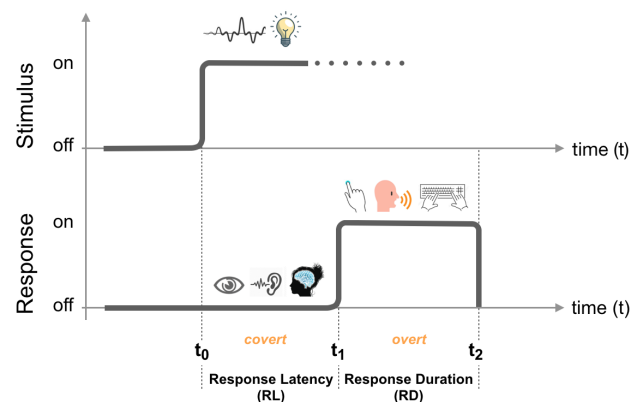 Stimulus
on
off
time (t)
Response
on
off
time (t)
covert
overt
t0
t1
t2
Response Latency
(RL)
Response Duration
(RD)